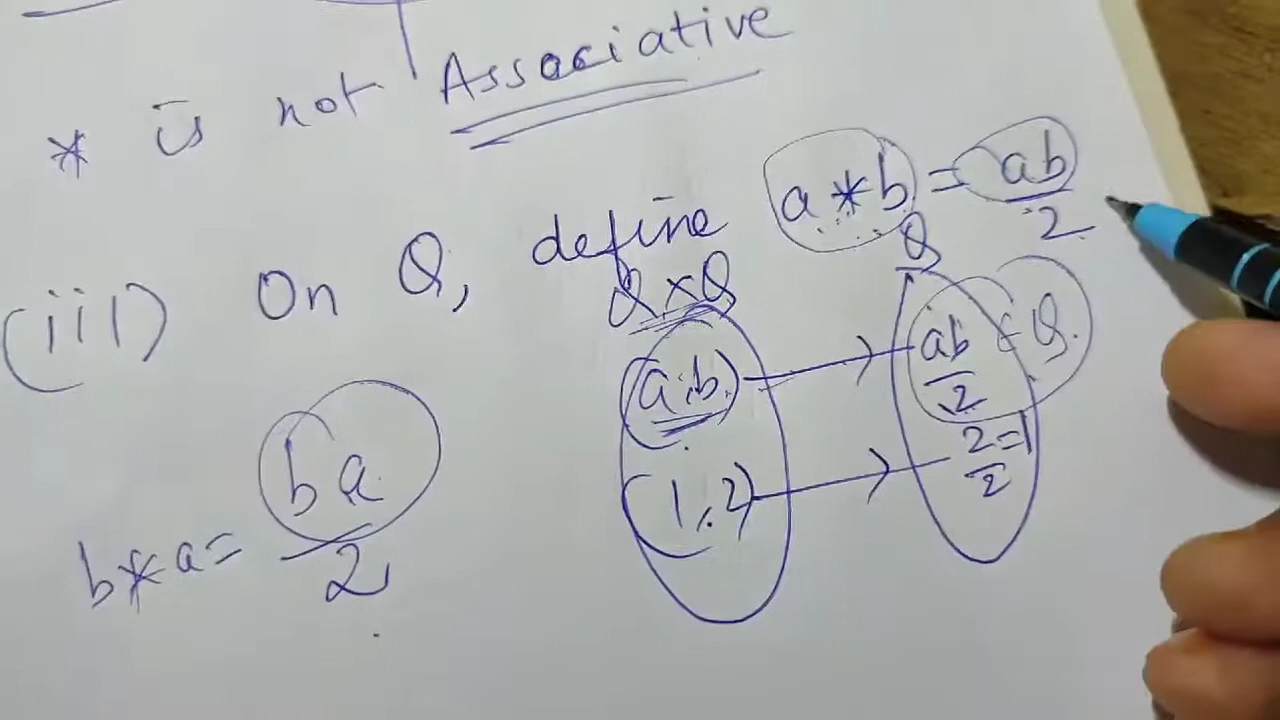 * is not Associative
(iii) On Q, define a * b = ab/2
Q × Q Q
(a, b) → ab/2 ∈ Q.
(1, 2) → 2/2 = 1
b * a = ba/2